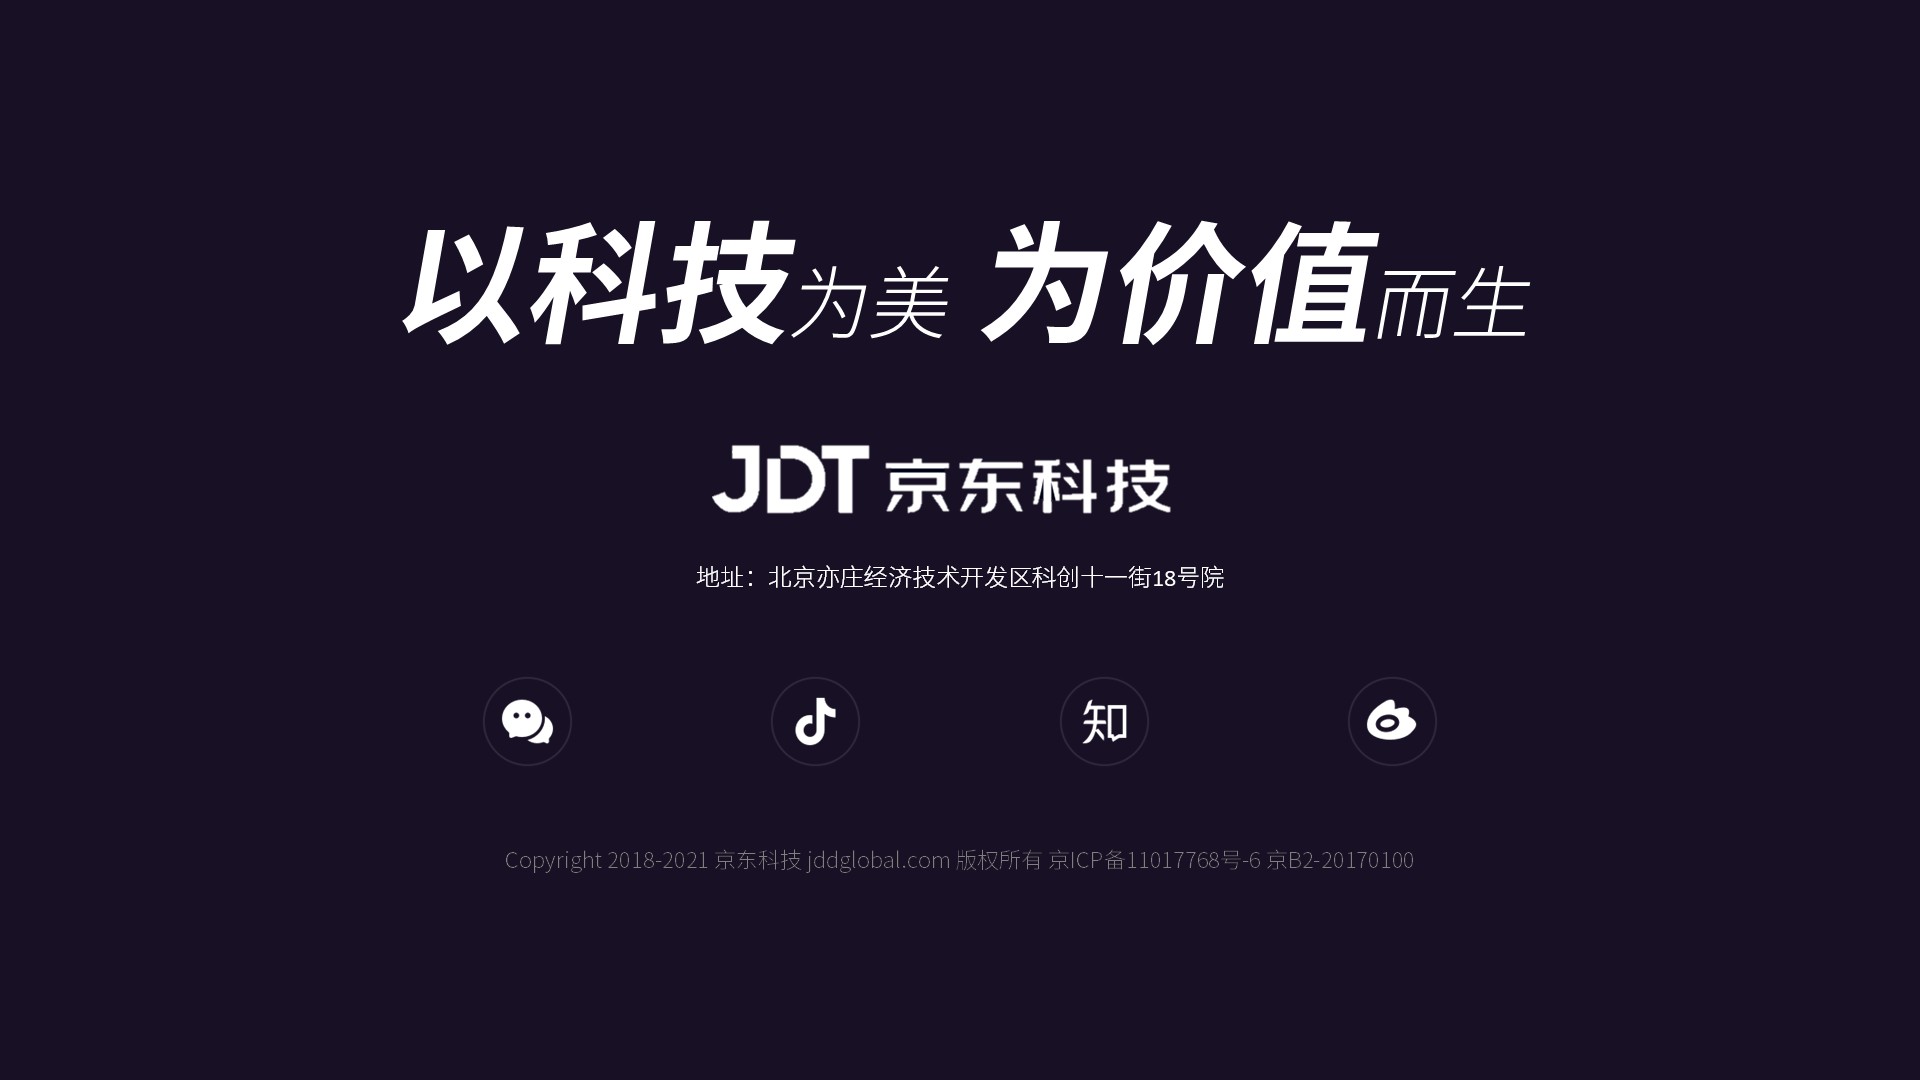 以科技为美 为价值而生
JDT 京东科技
地址：北京亦庄经济技术开发区科创十一街18号院
知
Copyright 2018-2021 京东科技 jddglobal.com 版权所有 京ICP备11017768号-6 京B2-20170100